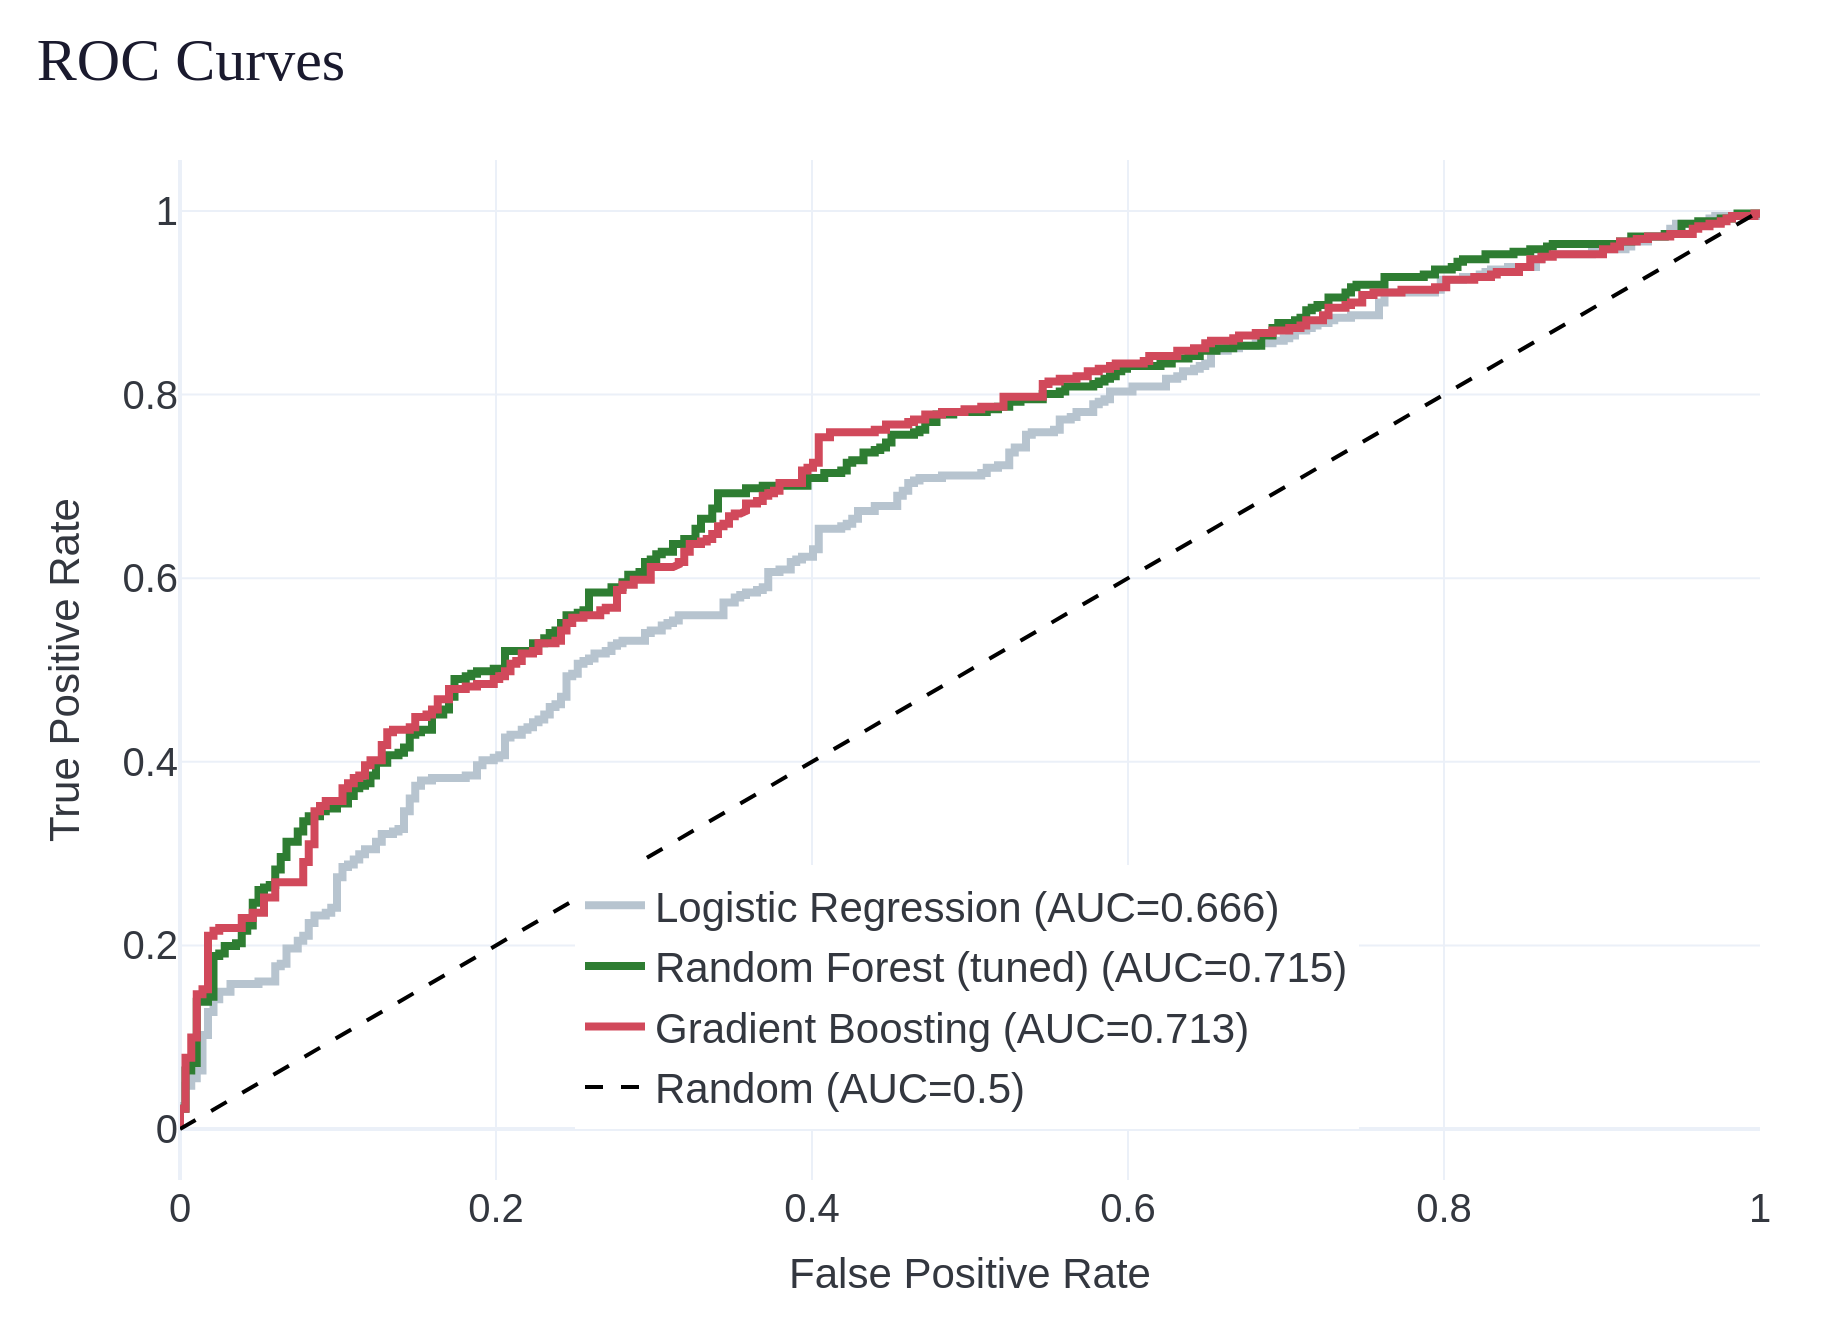 ROC Curves
True Positive Rate
1
0.8
0.6
0.4
0.2
0
Logistic Regression (AUC=0.666)
Random Forest (tuned) (AUC=0.715)
Gradient Boosting (AUC=0.713)
Random (AUC=0.5)
0 0.2 0.4 0.6 0.8 1
False Positive Rate